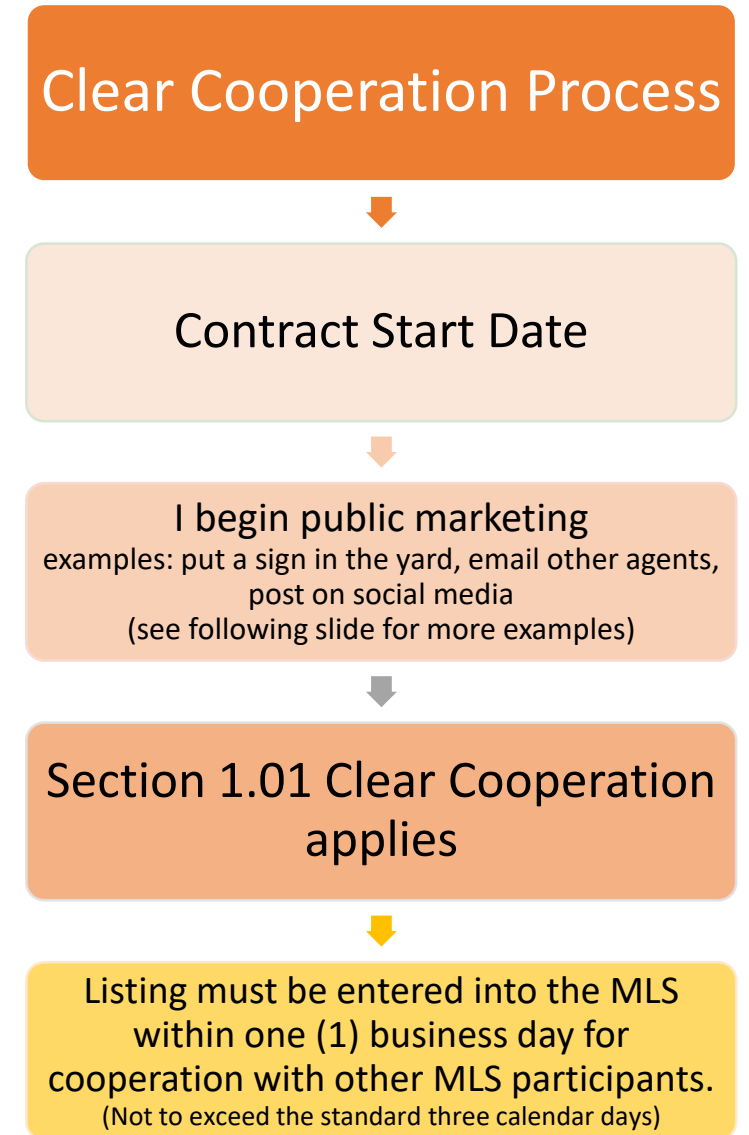 Clear Cooperation Process
Contract Start Date
I begin public marketing
examples: put a sign in the yard, email other agents,
post on social media
(see following slide for more examples)
Section 1.01 Clear Cooperation
applies
Listing must be entered into the MLS
within one (1) business day for
cooperation with other MLS participants.
(Not to exceed the standard three calendar days)